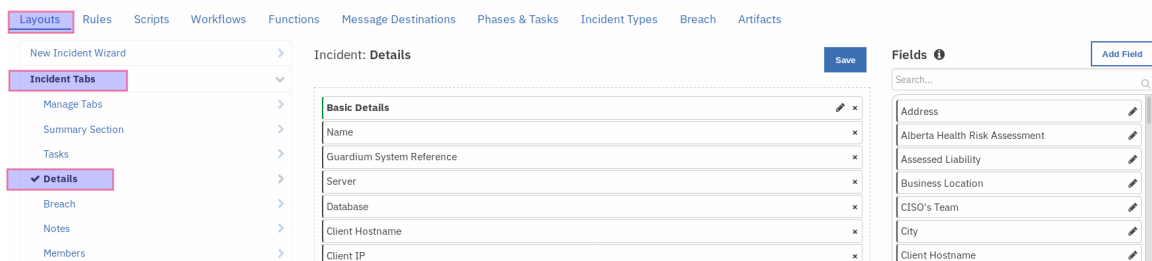 Layouts Rules Scripts Workflows Functions Message Destinations Phases & Tasks Incident Types Breach Artifacts
New Incident Wizard
Incident Tabs
Manage Tabs
Summary Section
Tasks
Details
Breach
Notes
Members
Incident: Details
Save
Basic Details
Name
Guardium System Reference
Server
Database
Client Hostname
Client IP
Fields
Add Field
Search...
Address
Alberta Health Risk Assessment
Assessed Liability
Business Location
CISO's Team
City
Client Hostname